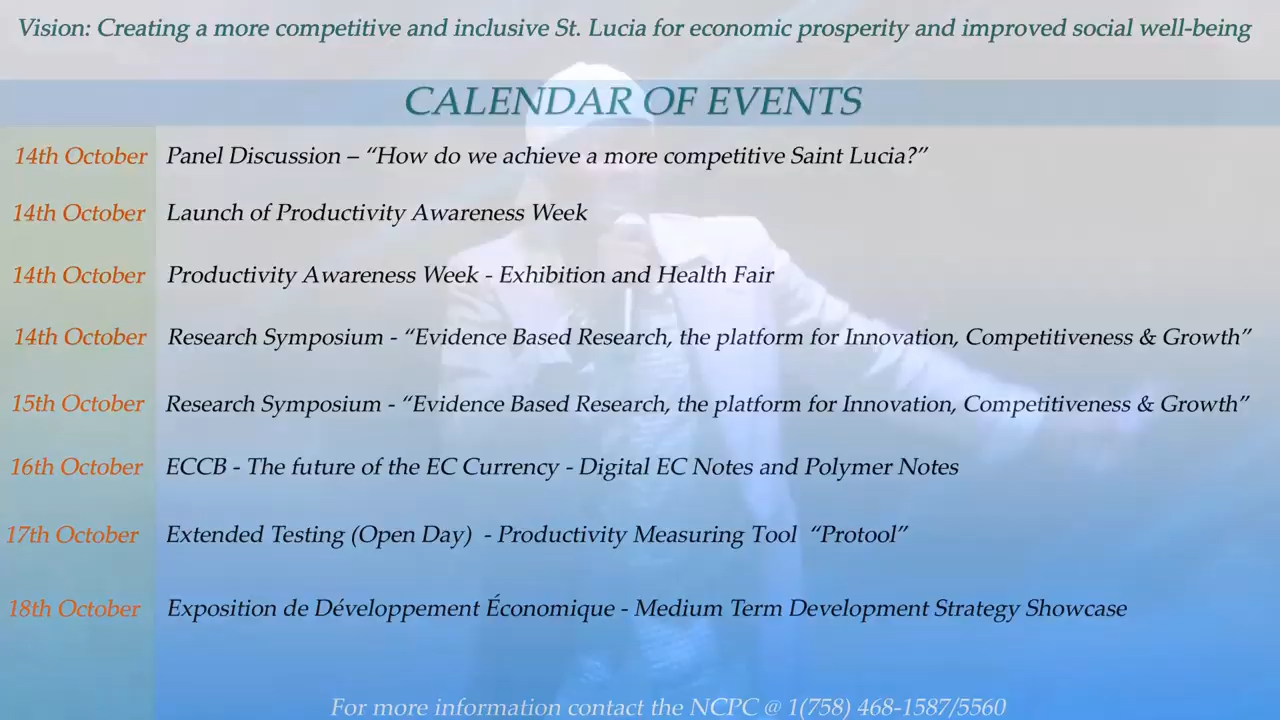 Vision: Creating a more competitive and inclusive St. Lucia for economic prosperity and improved social well-being
CALENDAR OF EVENTS
14th October Panel Discussion – “How do we achieve a more competitive Saint Lucia?”
14th October Launch of Productivity Awareness Week
14th October Productivity Awareness Week - Exhibition and Health Fair
14th October Research Symposium - “Evidence Based Research, the platform for Innovation, Competitiveness & Growth”
15th October Research Symposium - “Evidence Based Research, the platform for Innovation, Competitiveness & Growth”
16th October ECCB - The future of the EC Currency - Digital EC Notes and Polymer Notes
17th October Extended Testing (Open Day) - Productivity Measuring Tool “Protool”
18th October Exposition de Développement Économique - Medium Term Development Strategy Showcase
For more information contact the NCPC @ 1(758) 468-1587/5560